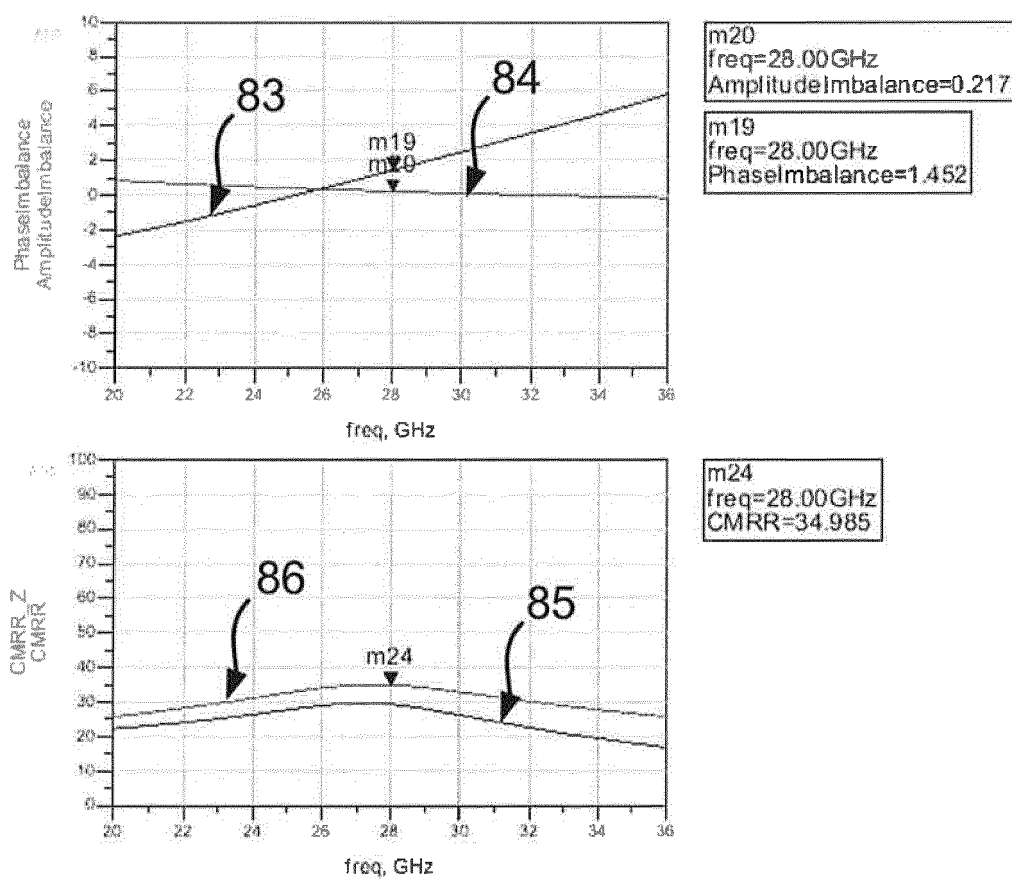 10
8
6
4
2
0
-2
-4
-6
-8
-10
PhaseImbalance
AmplitudeImbalance
83
84
m19
m20
20 22 24 26 28 30 32 34 36
freq, GHz
m20
freq=28.00GHz
AmplitudeImbalance=0.217
m19
freq=28.00GHz
PhaseImbalance=1.452
100
90
80
70
60
50
40
30
20
10
0
CMRR_Z
CMRR
86
85
m24
20 22 24 26 28 30 32 34 36
freq, GHz
m24
freq=28.00GHz
CMRR=34.985